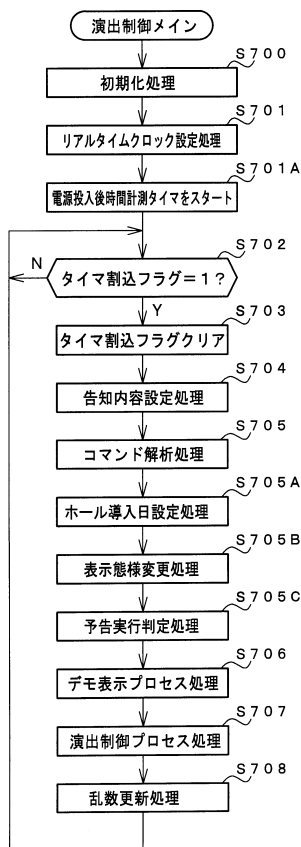 演出制御メイン
S700
初期化処理
S701
リアルタイムクロック設定処理
S701A
電源投入後時間計測タイマをスタート
S702
N
タイマ割込フラグ=1?
Y
S703
タイマ割込フラグクリア
S704
告知内容設定処理
S705
コマンド解析処理
S705A
ホール導入日設定処理
S705B
表示態様変更処理
S705C
予告実行判定処理
S706
デモ表示プロセス処理
S707
演出制御プロセス処理
S708
乱数更新処理